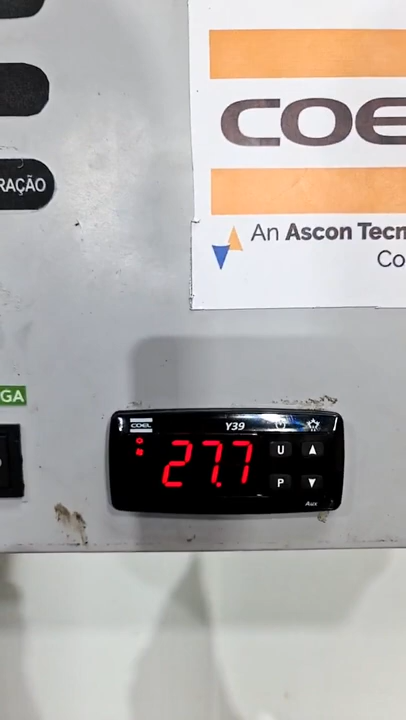 COE
RAÇÃO
An Ascon Tecn
Co
GA
COEL
Y39
27.7
U
P
Aux